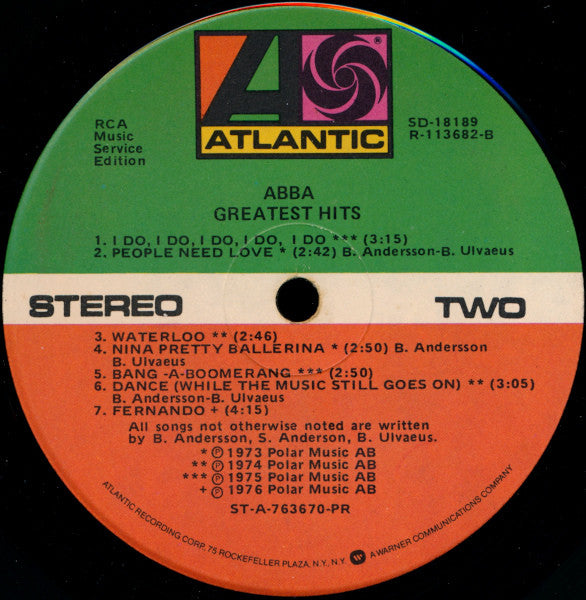 ATLANTIC
®
RCA
Music
Service
Edition
SD-18189
R-113682-B
ABBA
GREATEST HITS
1. I DO, I DO, I DO, I DO, I DO *** (3:15)
2. PEOPLE NEED LOVE * (2:42) B. Andersson-B. Ulvaeus
STEREO
TWO
3. WATERLOO ** (2:46)
4. NINA PRETTY BALLERINA * (2:50) B. Andersson
B. Ulvaeus
5. BANG -A-BOOMERANG *** (2:50)
6. DANCE (WHILE THE MUSIC STILL GOES ON) ** (3:05)
B. Andersson-B. Ulvaeus
7. FERNANDO + (4:15)
All songs not otherwise noted are written
by B. Andersson, S. Anderson, B. Ulvaeus.
* ℗ 1973 Polar Music AB
** ℗ 1974 Polar Music AB
*** ℗ 1975 Polar Music AB
+ ℗ 1976 Polar Music AB
ST-A-763670-PR
ATLANTIC RECORDING CORP, 75 ROCKEFELLER PLAZA, N.Y., N.Y. A WARNER COMMUNICATIONS COMPANY